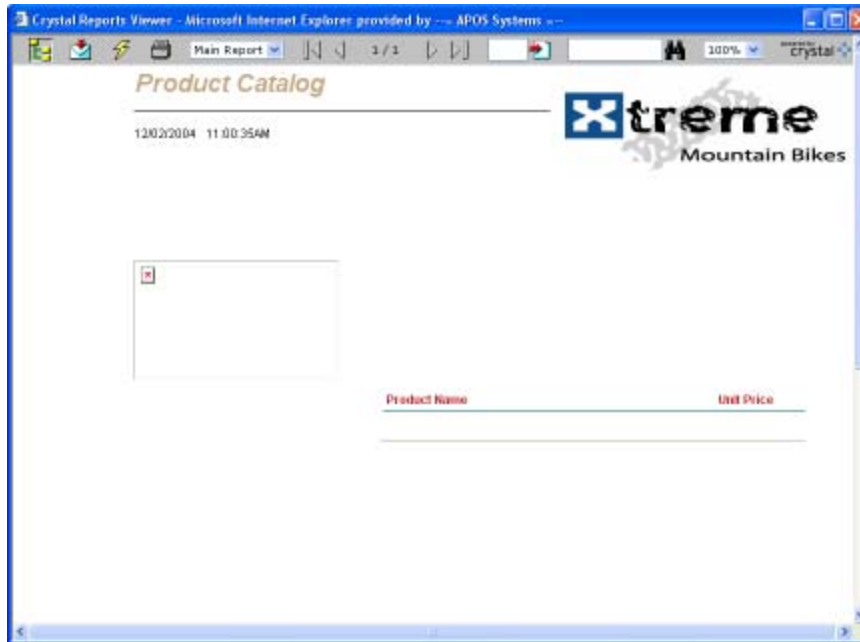 Crystal Reports Viewer - Microsoft Internet Explorer provided by --= APOS Systems =--
Main Report 1/1 100% crystal
Product Catalog
12/02/2004 11:00:35AM
Xtreme
Mountain Bikes
Product Name Unit Price